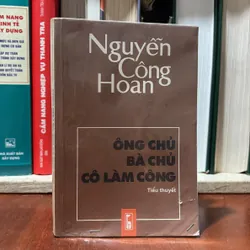 Nguyễn
Công
Hoan
ÔNG CHỦ
BÀ CHỦ
CÔ LÀM CÔNG
Tiểu thuyết
CẨM NANG NGHIỆP VỤ THANH TRA